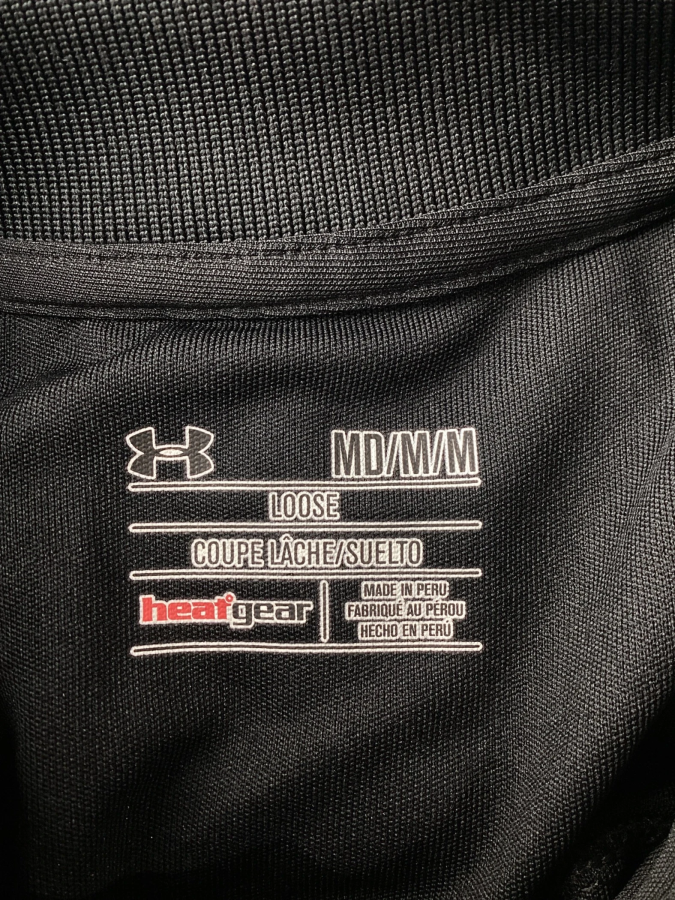 MD/M/M
LOOSE
COUPE LÂCHE/SUELTO
heatgear
MADE IN PERU
FABRIQUÉ AU PÉROU
HECHO EN PERÚ